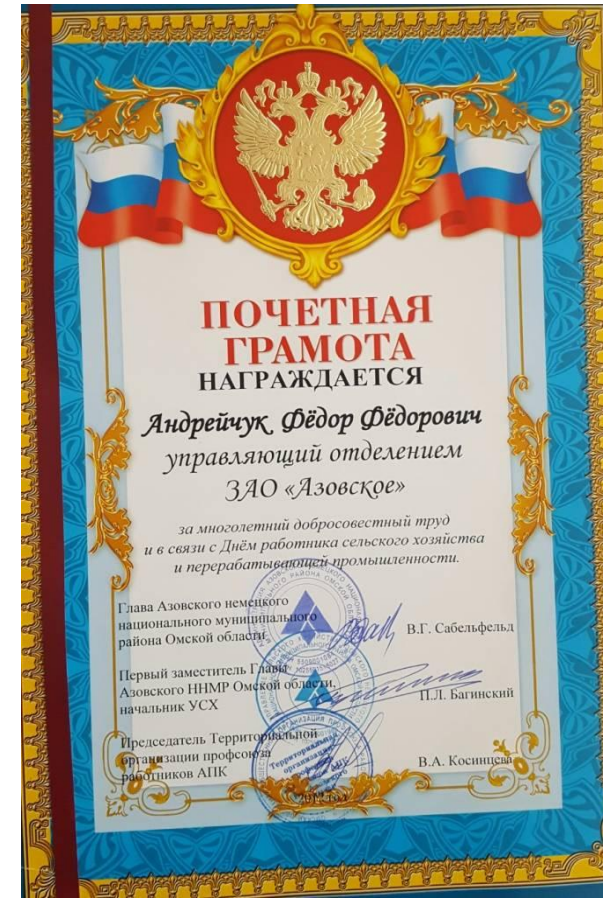 ПОЧЕТНАЯ
ГРАМОТА
НАГРАЖДАЕТСЯ
Андрейчук Фёдор Фёдорович
управляющий отделением
ЗАО «Азовское»
за многолетний добросовестный труд
и в связи с Днём работника сельского хозяйства
и перерабатывающей промышленности.
Глава Азовского немецкого
национального муниципального
района Омской области
В.Г. Сабельфельд
Первый заместитель Главы
Азовского ННМР Омской области,
начальник УСХ
П.Л. Багинский
Председатель Территориальной
организации профсоюза
работников АПК
В.А. Косинцева